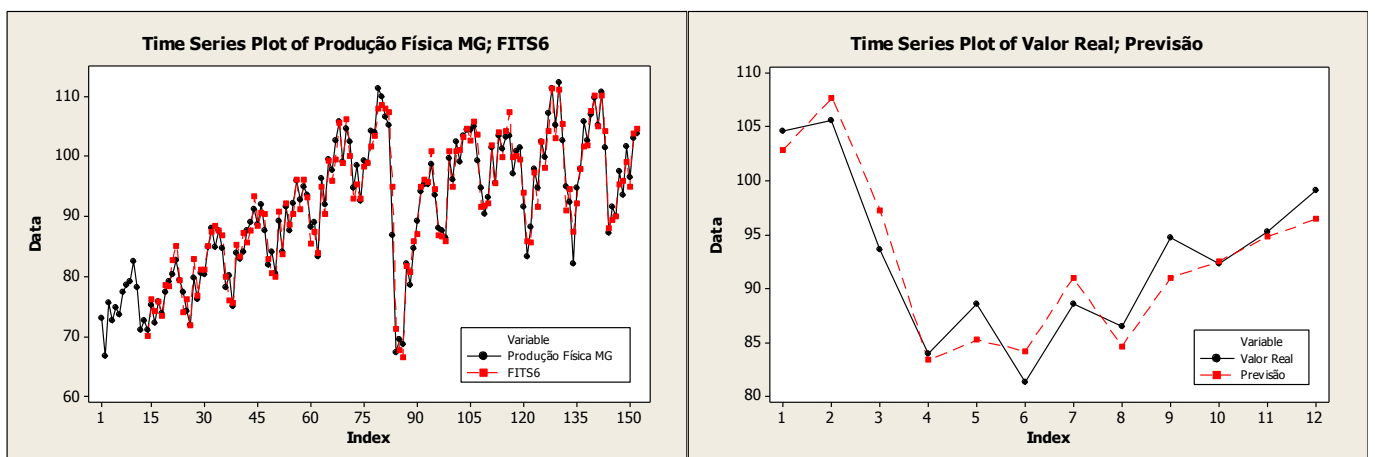 Time Series Plot of Produção Física MG; FITS6
110
100
90
80
70
60
Data
1 15 30 45 60 75 90 105 120 135 150
Index
Variable
Produção Física MG
FITS6
Time Series Plot of Valor Real; Previsão
110
105
100
95
90
85
80
Data
1 2 3 4 5 6 7 8 9 10 11 12
Index
Variable
Valor Real
Previsão